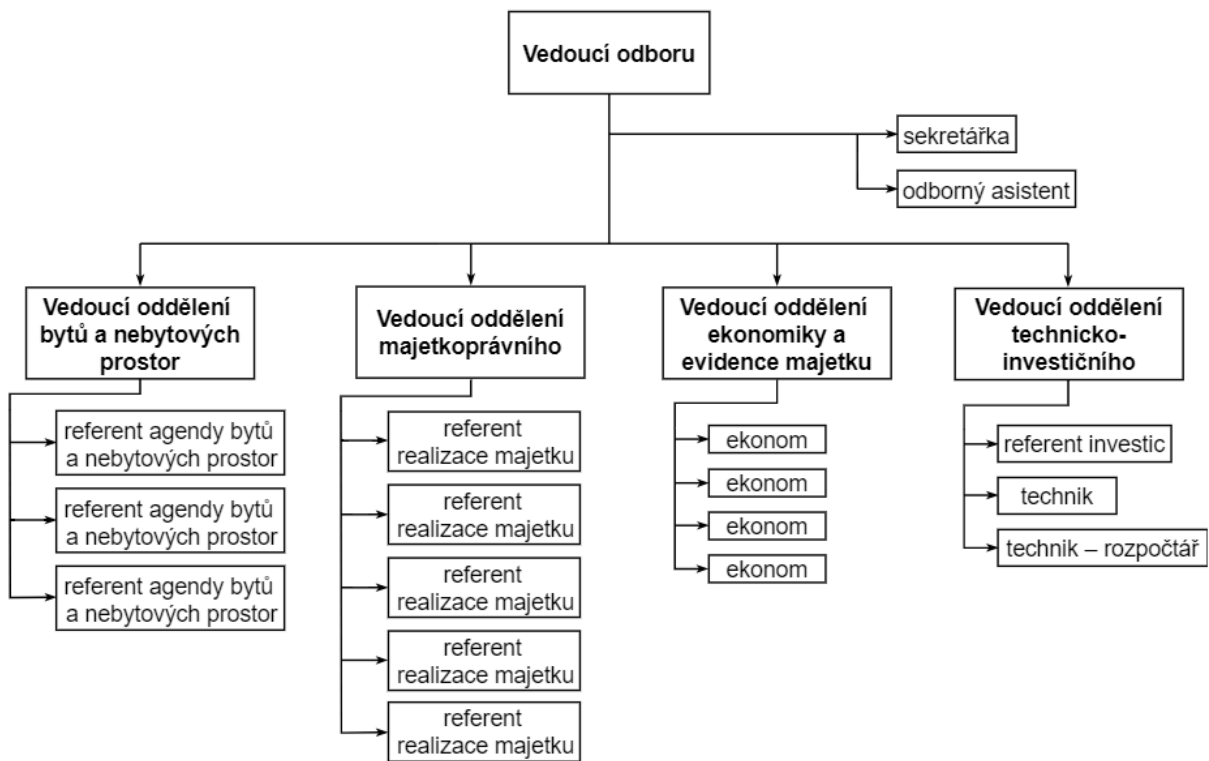 Vedoucí odboru
sekretářka
odborný asistent
Vedoucí oddělení
bytů a nebytových
prostor
referent agendy bytů
a nebytových prostor
referent agendy bytů
a nebytových prostor
referent agendy bytů
a nebytových prostor
Vedoucí oddělení
majetkoprávního
referent
realizace majetku
referent
realizace majetku
referent
realizace majetku
referent
realizace majetku
referent
realizace majetku
Vedoucí oddělení
ekonomiky a
evidence majetku
ekonom
ekonom
ekonom
ekonom
Vedoucí oddělení
technicko-
investičního
referent investic
technik
technik – rozpočtář